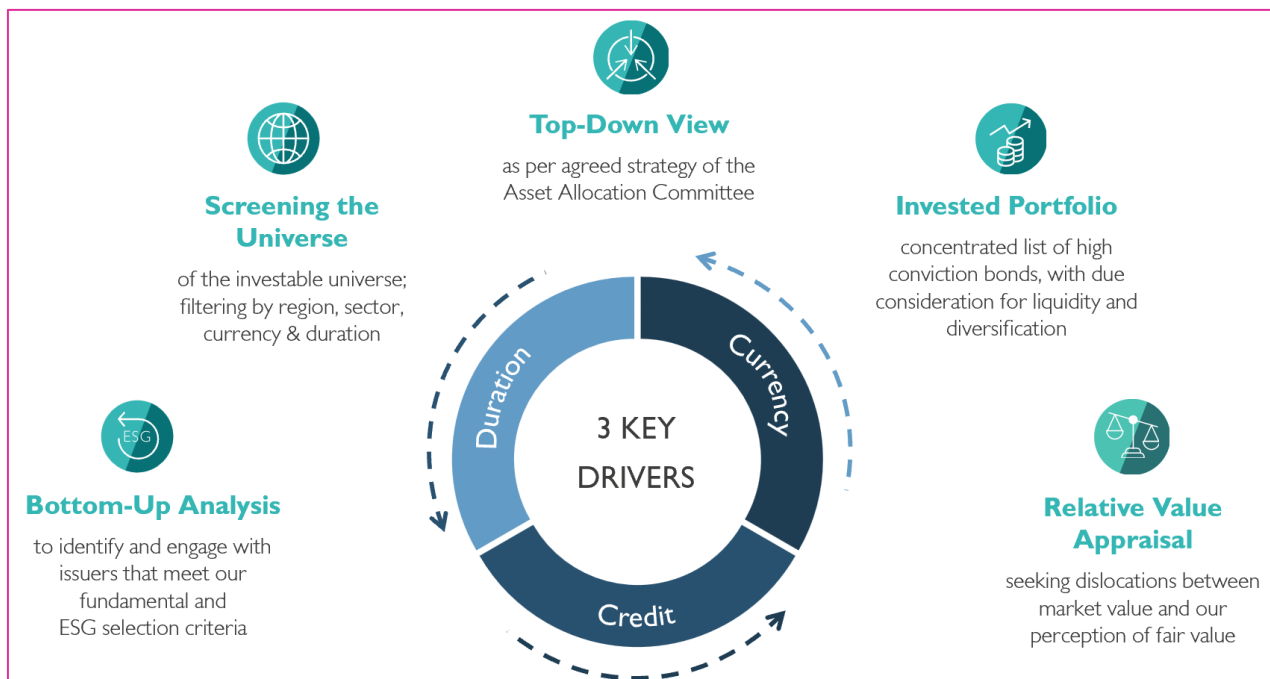 Top-Down View
as per agreed strategy of the
Asset Allocation Committee
Screening the
Universe
of the investable universe;
filtering by region, sector,
currency & duration
Invested Portfolio
concentrated list of high
conviction bonds, with due
consideration for liquidity and
diversification
ESG
Bottom-Up Analysis
to identify and engage with
issuers that meet our
fundamental and
ESG selection criteria
Duration
Currency
Credit
3 KEY
DRIVERS
Relative Value
Appraisal
seeking dislocations between
market value and our
perception of fair value